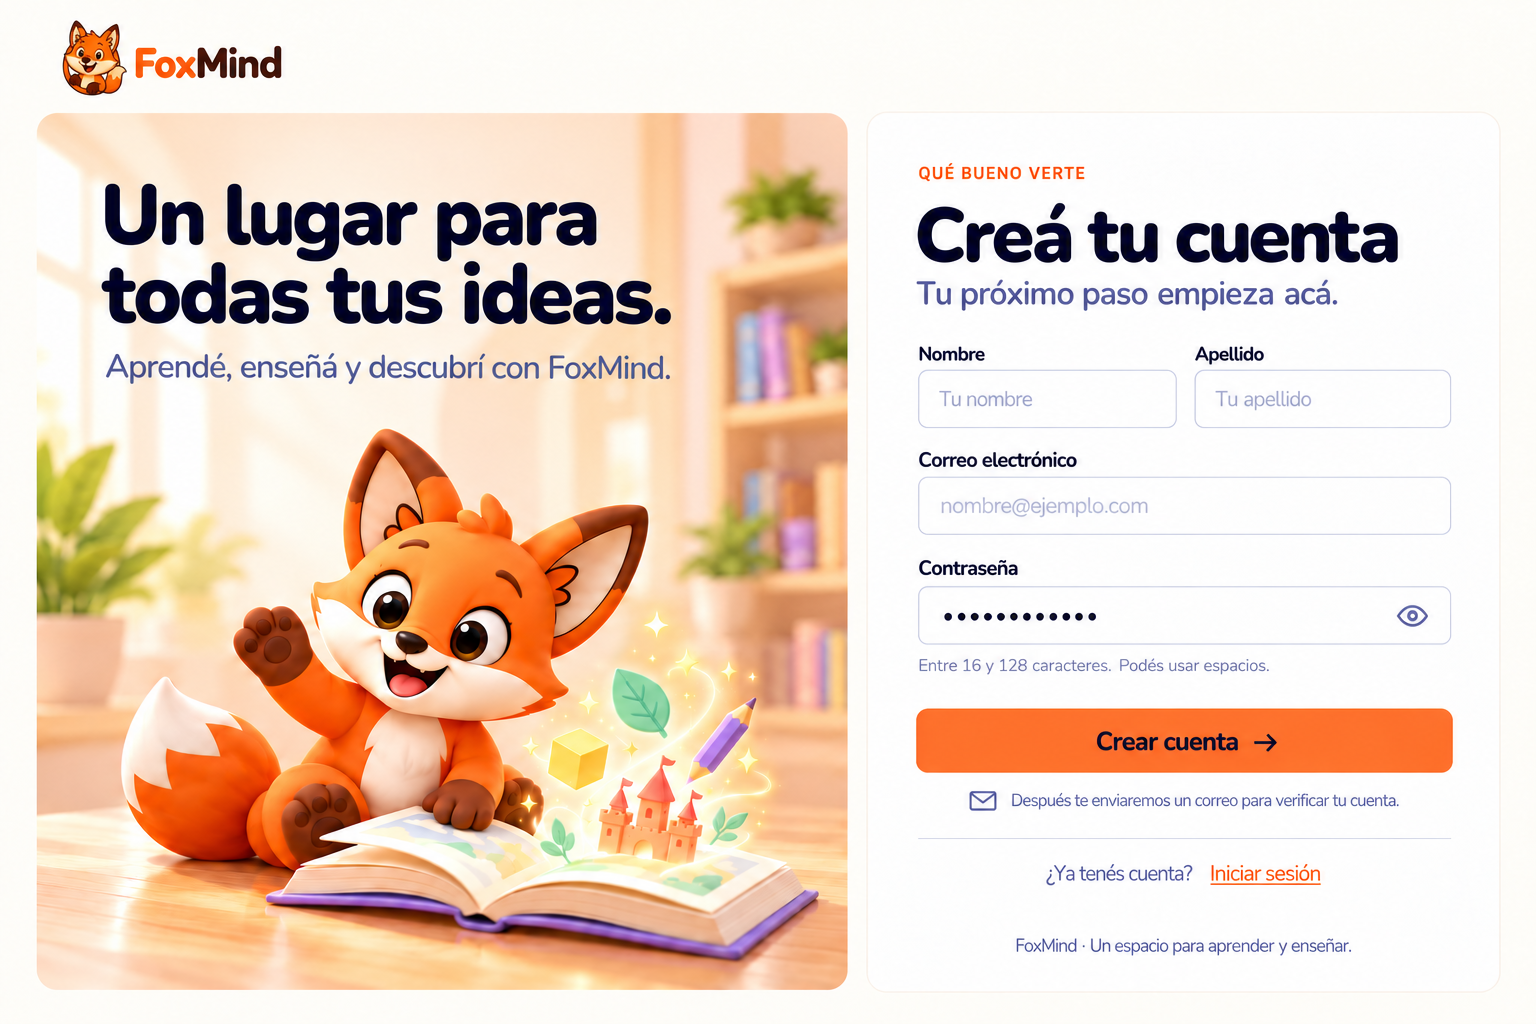 FoxMind
Un lugar para
todas tus ideas.
Aprendé, enseñá y descubrí con FoxMind.
QUÉ BUENO VERTE
Creá tu cuenta
Tu próximo paso empieza acá.
Nombre
Apellido
Tu nombre
Tu apellido
Correo electrónico
nombre@ejemplo.com
Contraseña
••••••••••••
Entre 16 y 128 caracteres. Podés usar espacios.
Crear cuenta →
Después te enviaremos un correo para verificar tu cuenta.
¿Ya tenés cuenta? Iniciar sesión
FoxMind · Un espacio para aprender y enseñar.